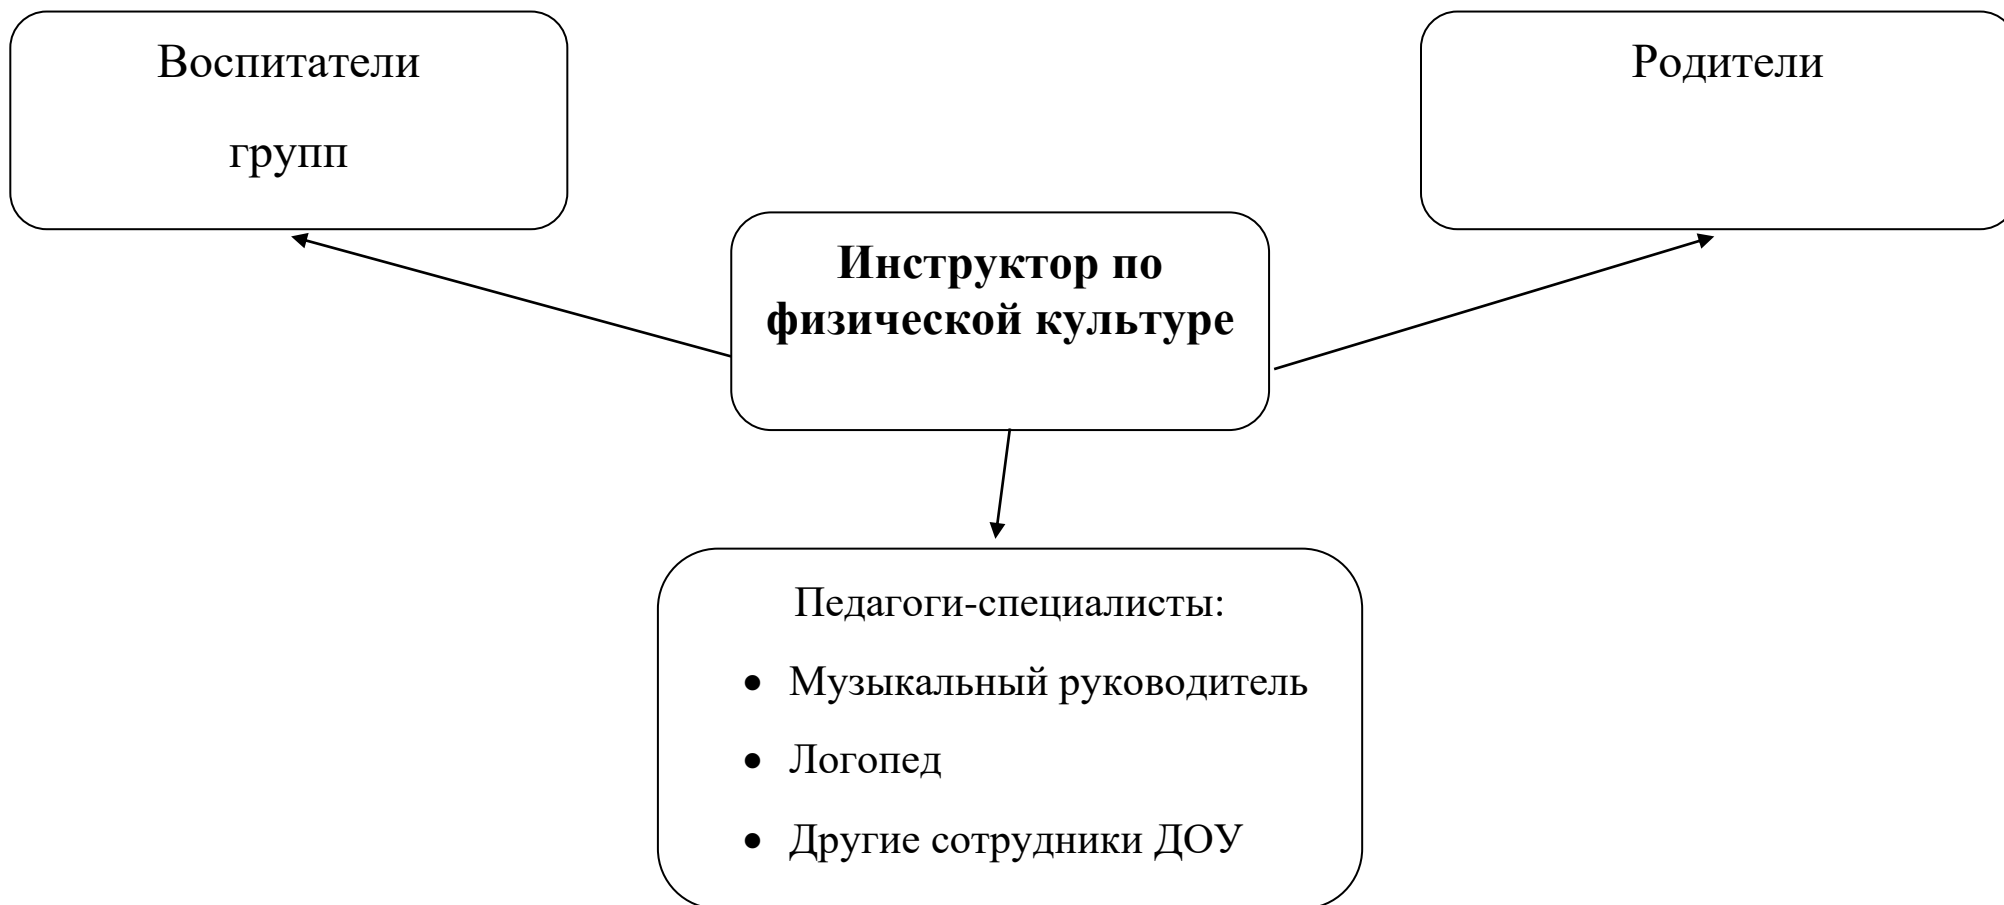 Воспитатели
групп
Родители
Инструктор по
физической культуре
Педагоги-специалисты:
• Музыкальный руководитель
• Логопед
• Другие сотрудники ДОУ